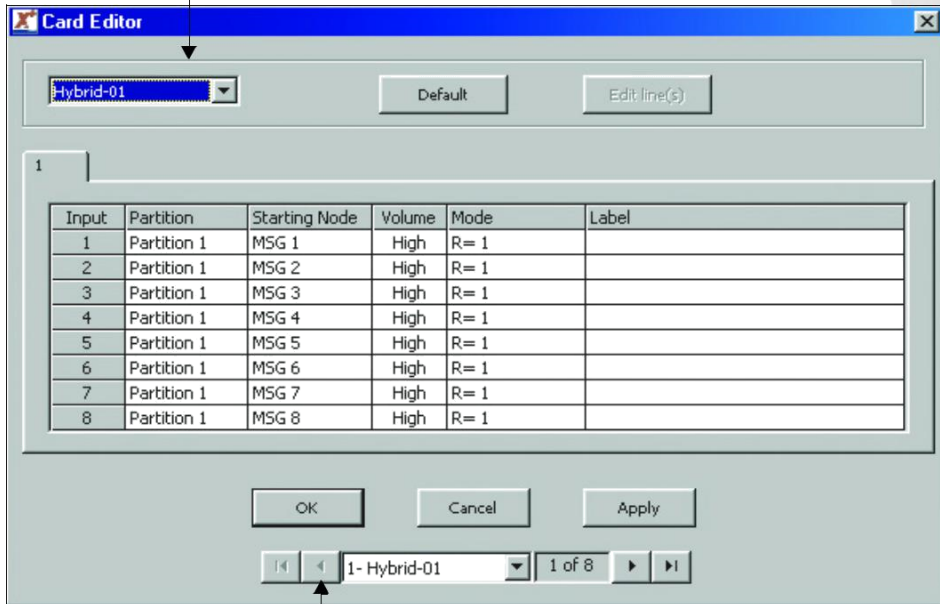 Card Editor
Hybrid-01 Default Edit line(s)
1
Input Partition Starting Node Volume Mode Label
1 Partition 1 MSG 1 High R= 1
2 Partition 1 MSG 2 High R= 1
3 Partition 1 MSG 3 High R= 1
4 Partition 1 MSG 4 High R= 1
5 Partition 1 MSG 5 High R= 1
6 Partition 1 MSG 6 High R= 1
7 Partition 1 MSG 7 High R= 1
8 Partition 1 MSG 8 High R= 1
OK Cancel Apply
1- Hybrid-01 1 of 8